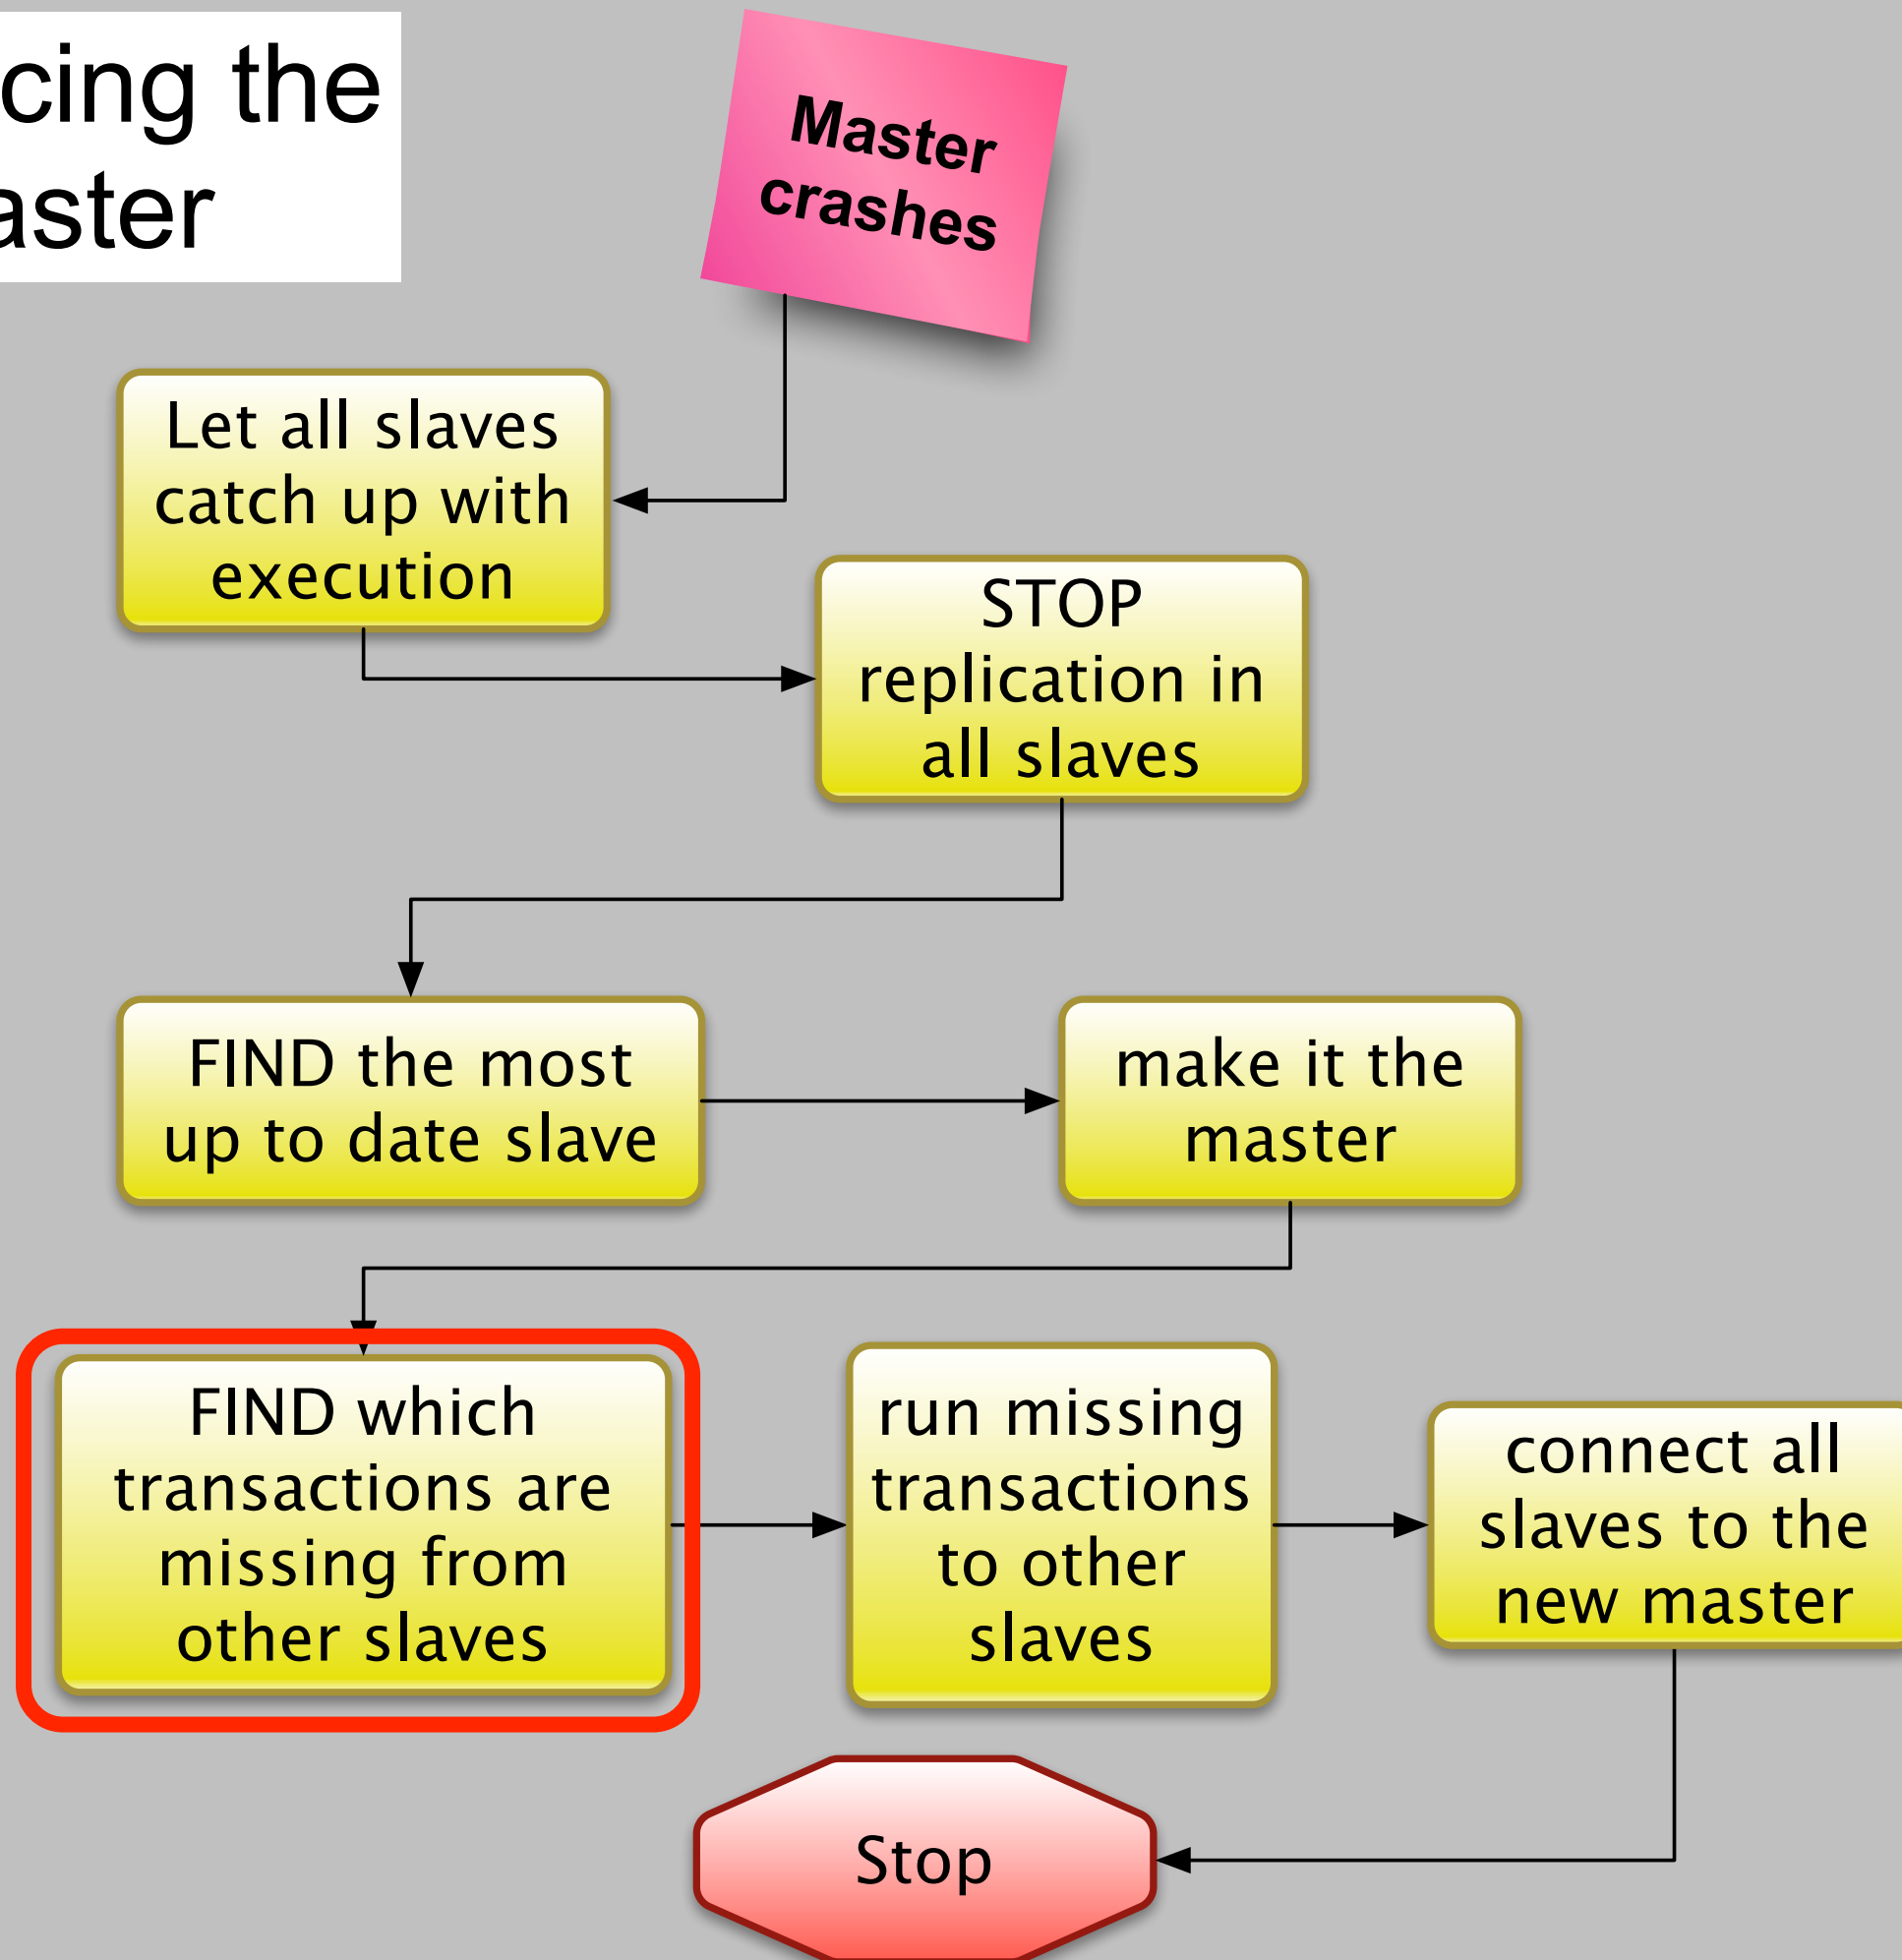 cing the
aster
Master
crashes
Let all slaves
catch up with
execution
STOP
replication in
all slaves
FIND the most
up to date slave
make it the
master
FIND which
transactions are
missing from
other slaves
run missing
transactions
to other
slaves
connect all
slaves to the
new master
Stop